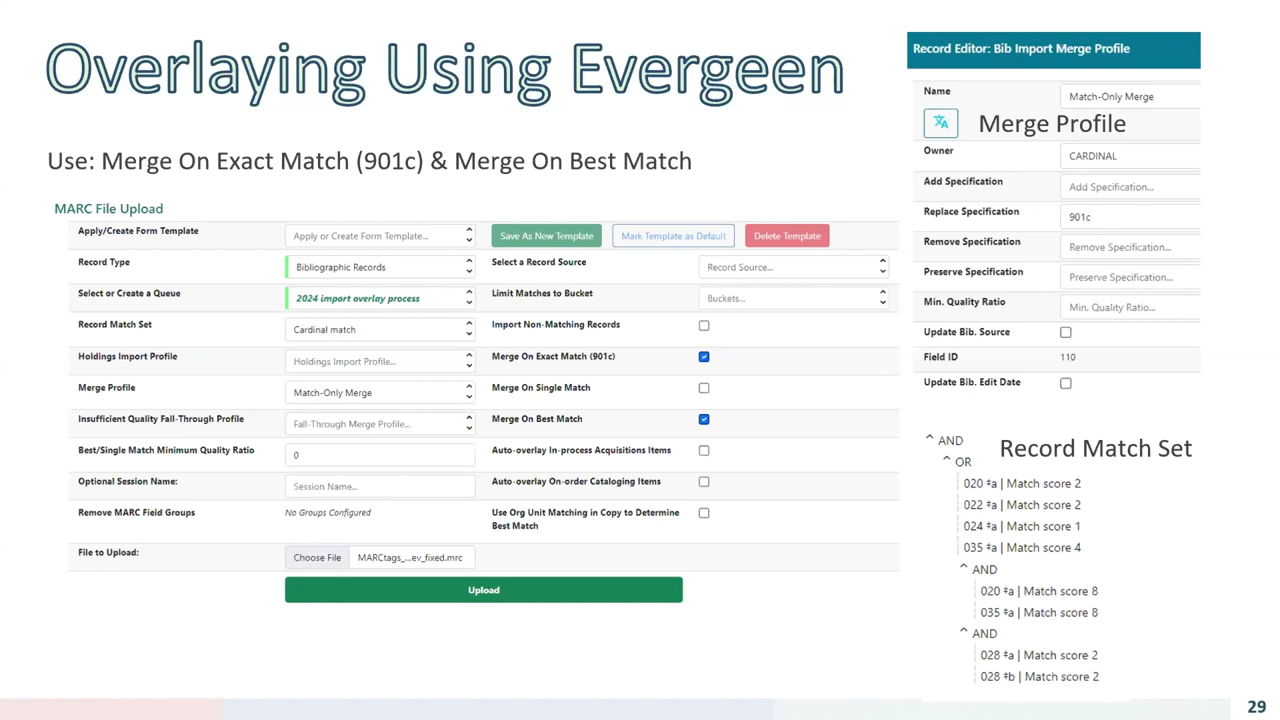 Overlaying Using Evergeen
Use: Merge On Exact Match (901c) & Merge On Best Match
MARC File Upload
Apply/Create Form Template
Apply or Create Form Template...
Save As New Template
Mark Template as Default
Delete Template
Record Type
Bibliographic Records
Select a Record Source
Record Source...
Select or Create a Queue
2024 import overlay process
Limit Matches to Bucket
Buckets...
Record Match Set
Cardinal match
Import Non-Matching Records
Holdings Import Profile
Holdings Import Profile...
Merge On Exact Match (901c)
Merge Profile
Match-Only Merge
Merge On Single Match
Insufficient Quality Fall-Through Profile
Fall-Through Merge Profile...
Merge On Best Match
Best/Single Match Minimum Quality Ratio
0
Auto-overlay In-process Acquisitions Items
Optional Session Name:
Session Name...
Auto-overlay On-order Cataloging Items
Remove MARC Field Groups
No Groups Configured
Use Org Unit Matching in Copy to Determine
Best Match
File to Upload:
Choose File
MARCtags_...ev_fixed.mrc
Upload
Record Editor: Bib Import Merge Profile
Name
Match-Only Merge
Merge Profile
Owner
CARDINAL
Add Specification
Add Specification...
Replace Specification
901c
Remove Specification
Remove Specification...
Preserve Specification
Preserve Specification...
Min. Quality Ratio
Min. Quality Ratio...
Update Bib. Source
Field ID
110
Update Bib. Edit Date
Record Match Set
AND
OR
020 ‡a | Match score 2
022 ‡a | Match score 2
024 ‡a | Match score 1
035 ‡a | Match score 4
AND
020 ‡a | Match score 8
035 ‡a | Match score 8
AND
028 ‡a | Match score 2
028 ‡b | Match score 2
29